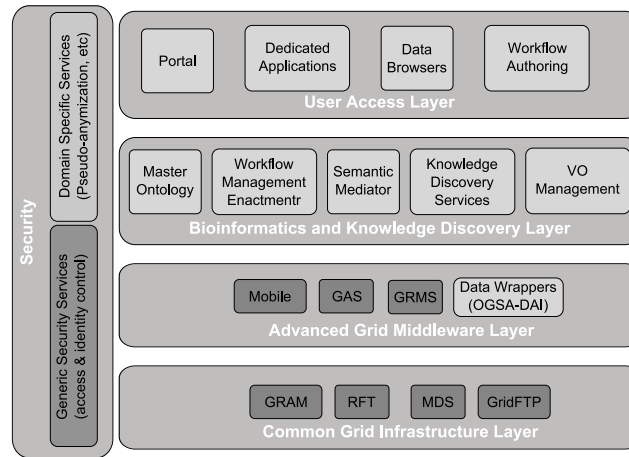 Security
Domain Specific Services
(Pseudo-anymization, etc)
Generic Security Services
(access & identity control)
Portal
Dedicated
Applications
Data
Browsers
Workflow
Authoring
User Access Layer
Master
Ontology
Workflow
Management
Enactmentr
Semantic
Mediator
Knowledge
Discovery
Services
VO
Management
Bioinformatics and Knowledge Discovery Layer
Mobile
GAS
GRMS
Data Wrappers
(OGSA-DAI)
Advanced Grid Middleware Layer
GRAM
RFT
MDS
GridFTP
Common Grid Infrastructure Layer